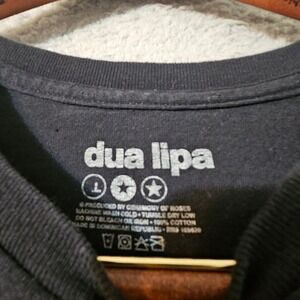 dua lipa
L
© PRODUCED BY CEREMONY OF ROSES
MACHINE WASH COLD • TUMBLE DRY LOW
DO NOT BLEACH OR IRON • 100% COTTON
MADE IN DOMINICAN REPUBLIC •